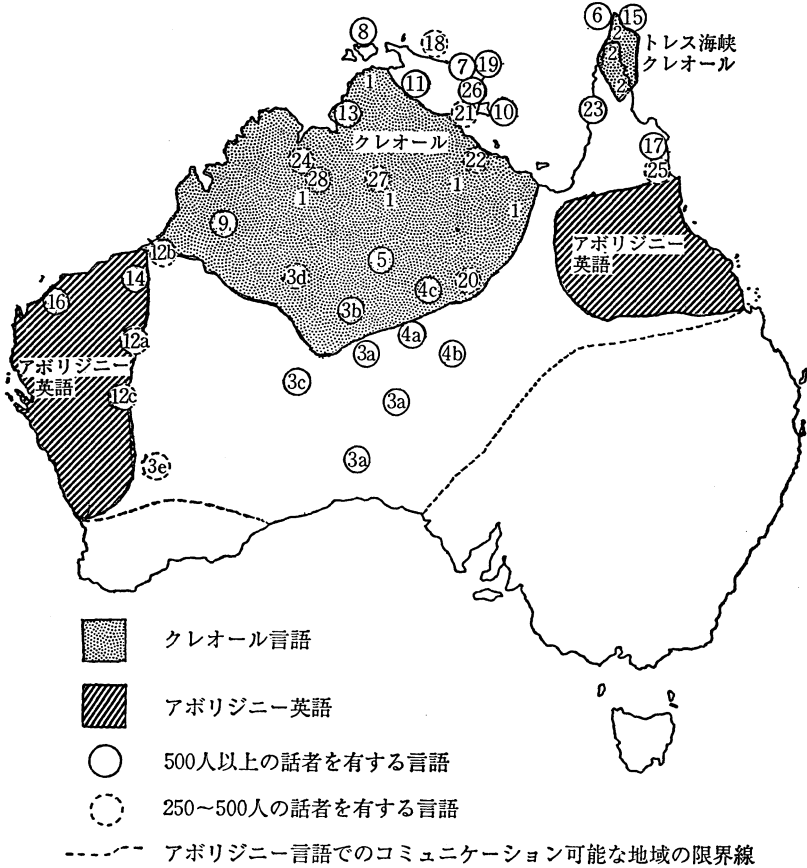 6
15
8
18
トレス海峡
クレオール
2
2
2
7
19
11
26
1
21
10
23
13
クレオール
17
24
22
25
28
27
1
1
1
1
9
アボリジニー
英語
12b
5
14
3d
20
4c
16
3b
12a
4a
3a
4b
アボリジニー
英語
3c
12c
3a
3e
3a
クレオール言語
アボリジニー英語
500人以上の話者を有する言語
250〜500人の話者を有する言語
アボリジニー言語でのコミュニケーション可能な地域の限界線